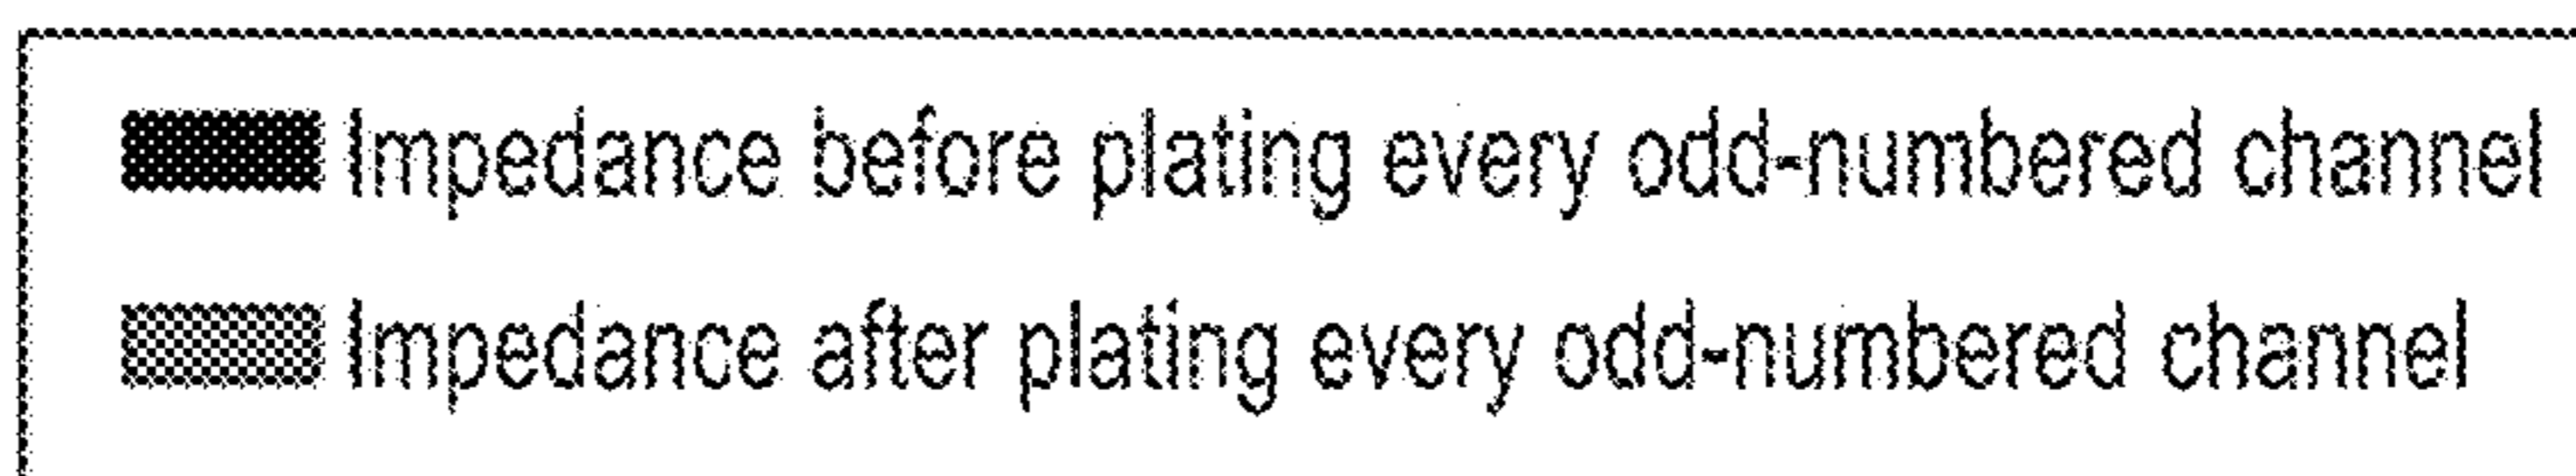 Impedance before plating every odd-numbered channel
Impedance after plating every odd-numbered channel